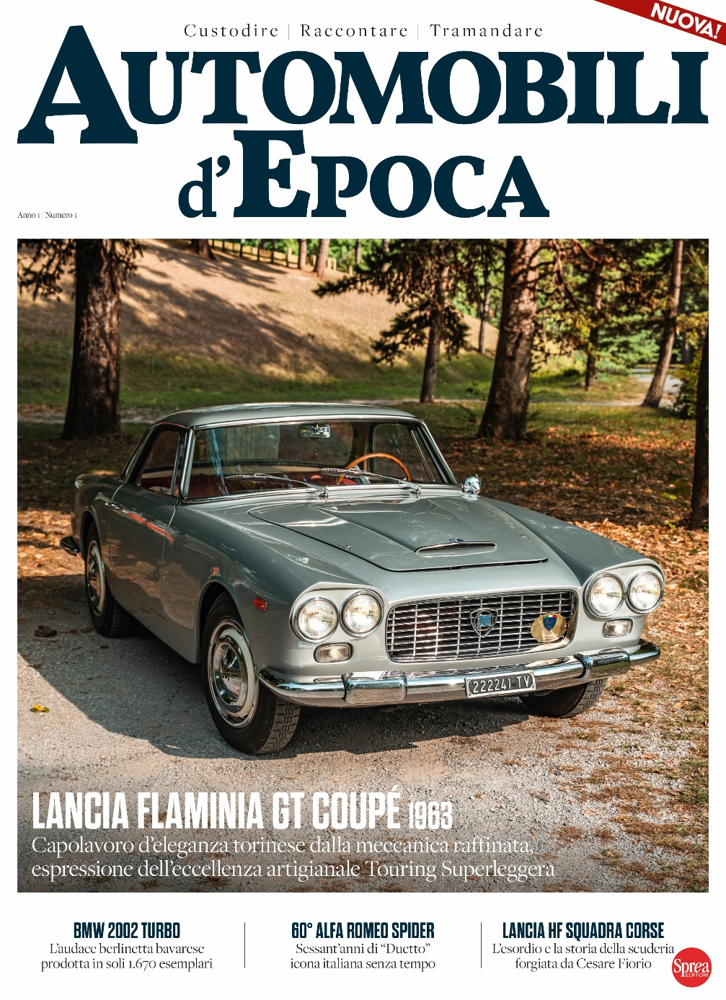 NUOVA!
Custodire | Raccontare | Tramandare
AUTOMOBILI
d'EPOCA
Anno 1 | Numero 1
222241 TV
LANCIA FLAMINIA GT COUPÉ 1963
Capolavoro d'eleganza torinese dalla meccanica raffinata,
espressione dell'eccellenza artigianale Touring Superleggera
BMW 2002 TURBO
L'audace berlinetta bavarese
prodotta in soli 1.670 esemplari
60° ALFA ROMEO SPIDER
Sessant'anni di “Duetto”
icona italiana senza tempo
LANCIA HF SQUADRA CORSE
L'esordio e la storia della scuderia
forgiata da Cesare Fiorio
Sprea
EDITORI